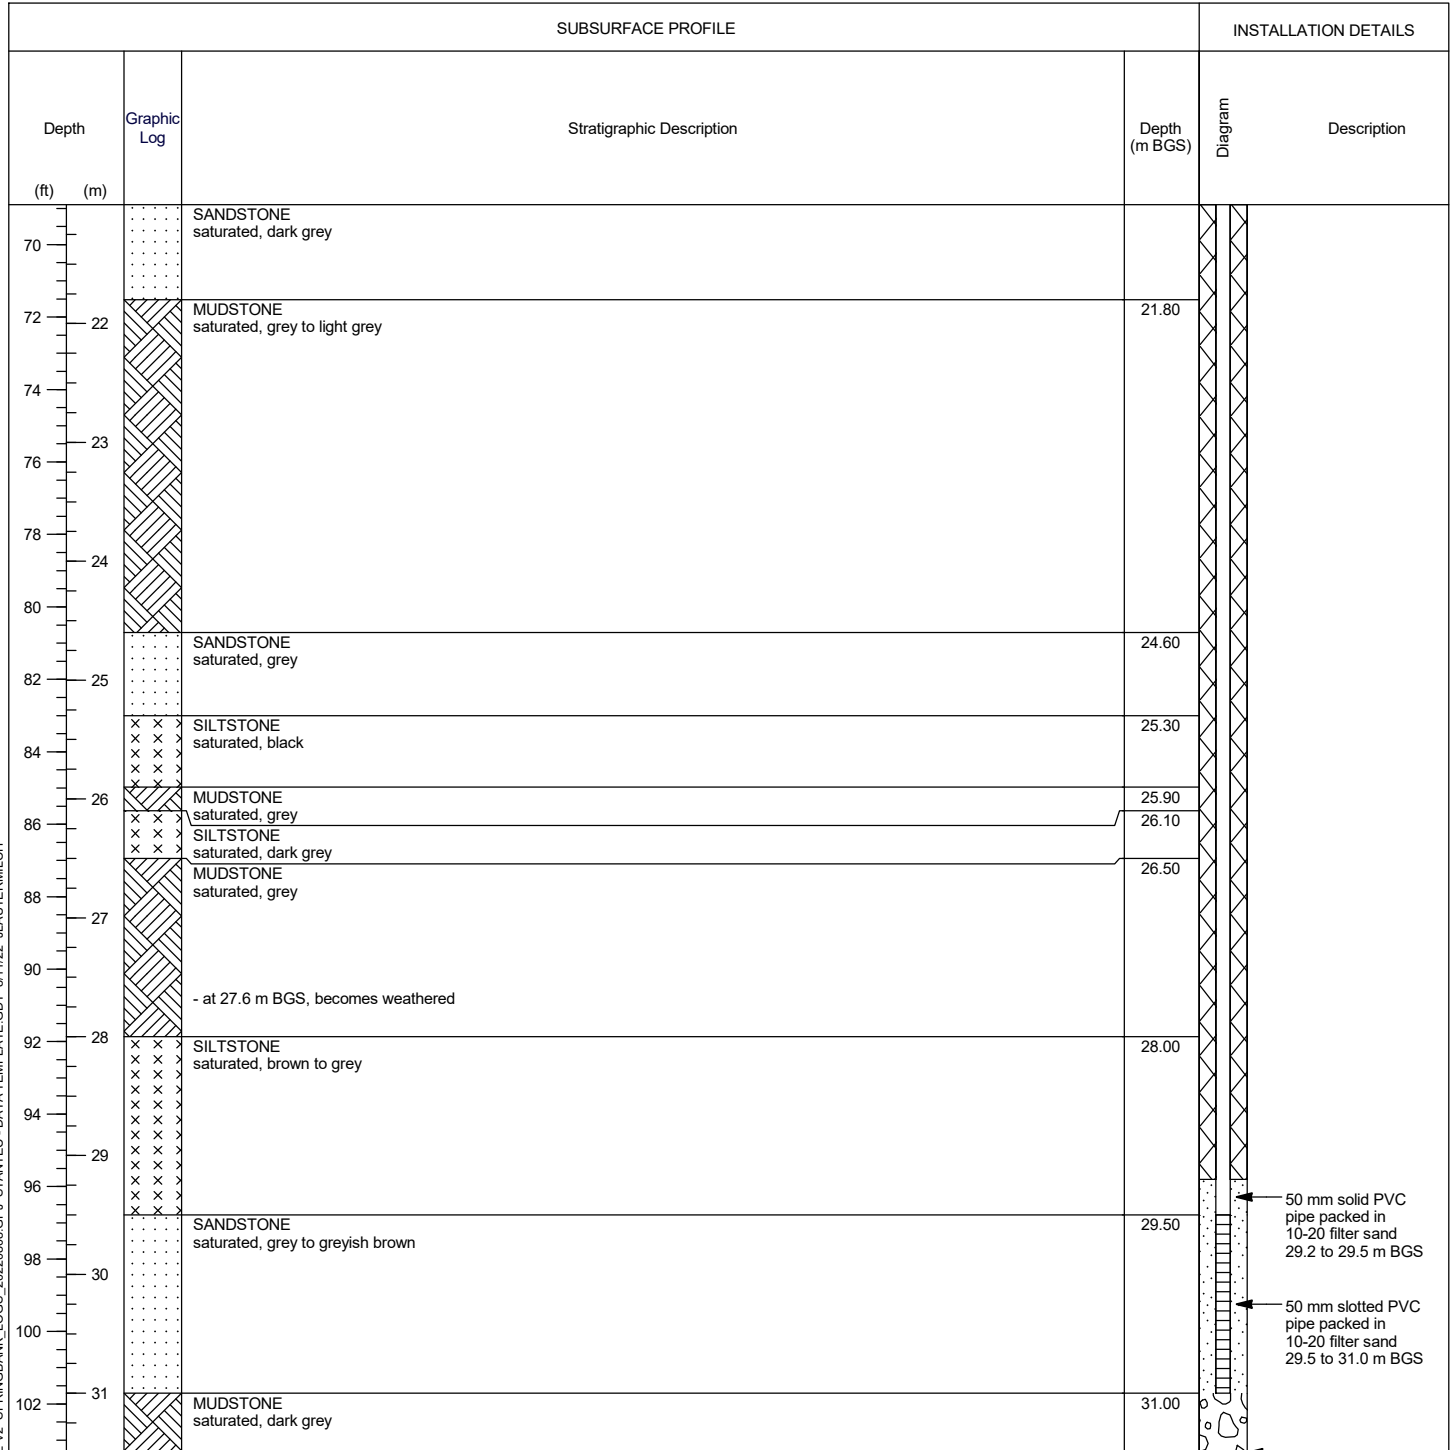 SUBSURFACE PROFILE
INSTALLATION DETAILS
Depth
Graphic
Log
Stratigraphic Description
Depth
(m BGS)
Diagram
Description
(ft) (m)
SANDSTONE
saturated, dark grey
70
MUDSTONE
saturated, grey to light grey
21.80
72
22
74
23
76
78
24
80
SANDSTONE
saturated, grey
24.60
82
25
SILTSTONE
saturated, black
25.30
84
MUDSTONE
saturated, grey
25.90
26
26.10
86
SILTSTONE
saturated, dark grey
MUDSTONE
saturated, grey
26.50
88
27
90
- at 27.6 m BGS, becomes weathered
92
28
SILTSTONE
saturated, brown to grey
28.00
94
29
96
50 mm solid PVC
pipe packed in
10-20 filter sand
29.2 to 29.5 m BGS
SANDSTONE
saturated, grey to greyish brown
29.50
98
30
50 mm slotted PVC
pipe packed in
10-20 filter sand
29.5 to 31.0 m BGS
100
31
102
MUDSTONE
saturated, dark grey
31.00